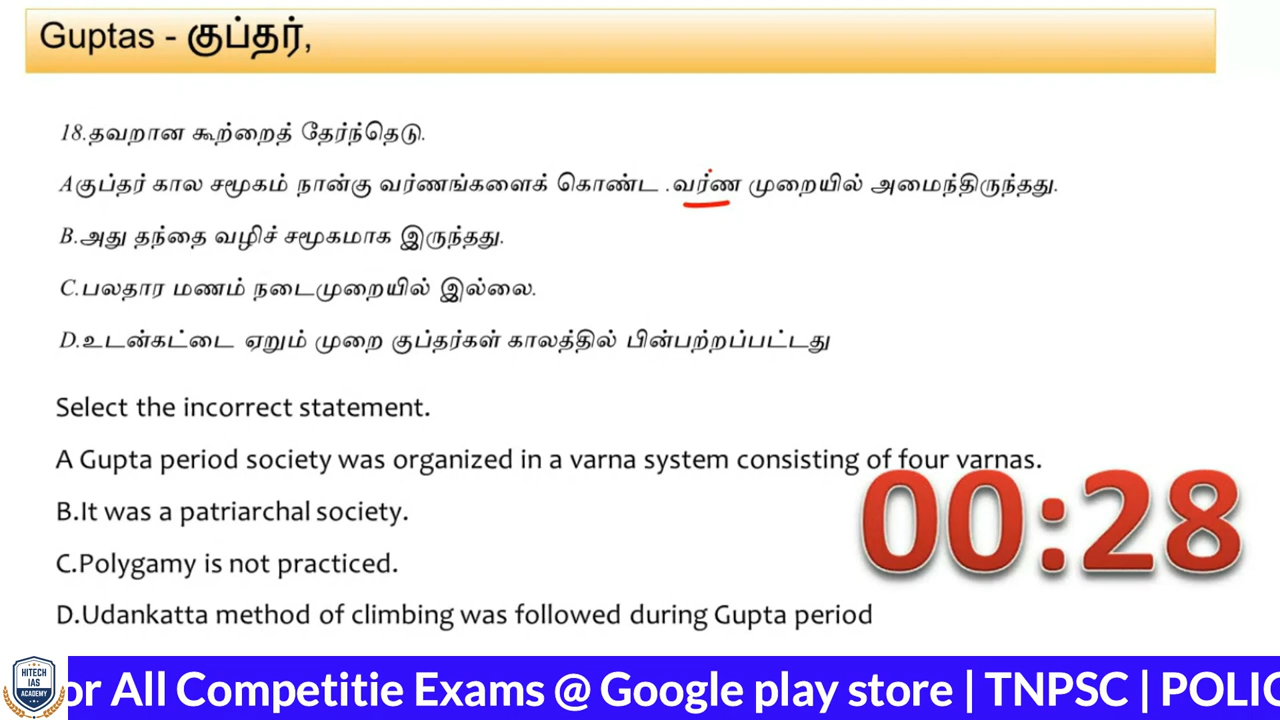 Guptas - குப்தர்,
18.தவறான கூற்றைத் தேர்ந்தெடு.
Aகுப்தர் கால சமூகம் நான்கு வர்ணங்களைக் கொண்ட .வர்ண முறையில் அமைந்திருந்தது.
B.அது தந்தை வழிச் சமூகமாக இருந்தது.
C.பலதார மணம் நடைமுறையில் இல்லை.
D.உடன்கட்டை ஏறும் முறை குப்தர்கள் காலத்தில் பின்பற்றப்பட்டது
Select the incorrect statement.
A Gupta period society was organized in a varna system consisting of four varnas.
B.It was a patriarchal society.
C.Polygamy is not practiced.
D.Udankatta method of climbing was followed during Gupta period
00:28
HITECH
IAS
ACADEMY
or All Competitie Exams @ Google play store | TNPSC | POLIC